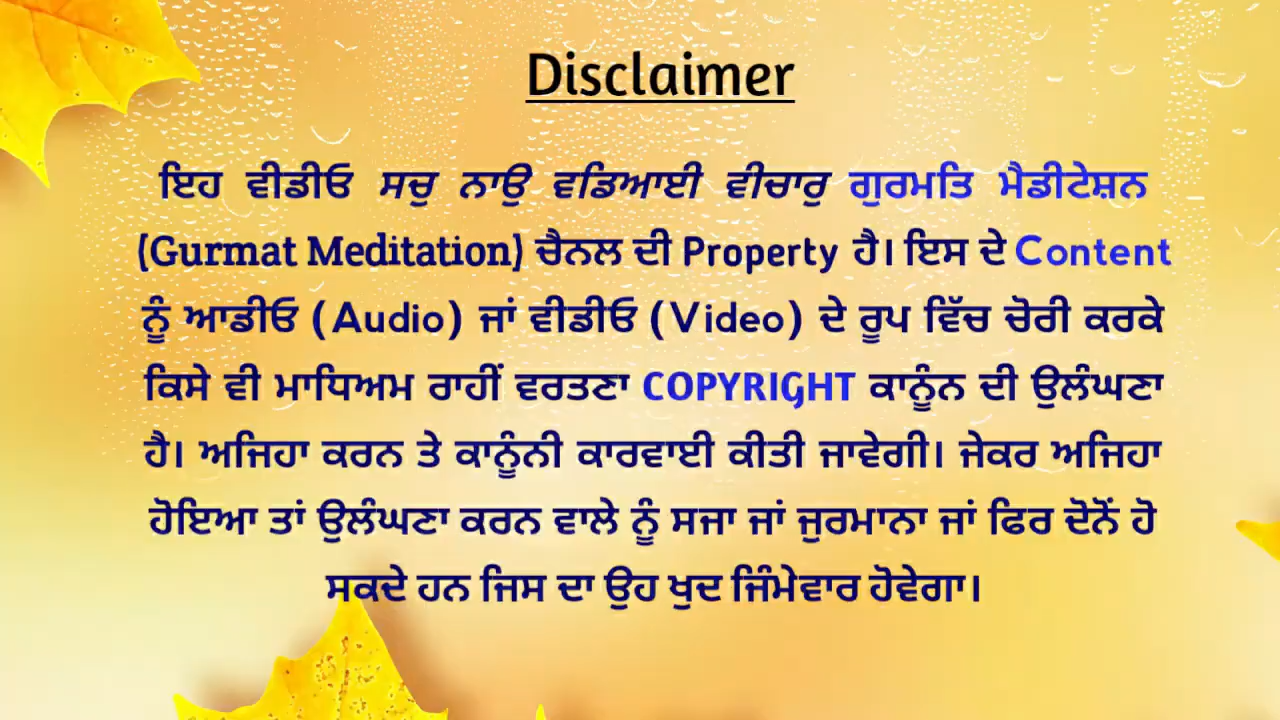 Disclaimer
ਇਹ ਵੀਡੀਓ ਸਚੁ ਨਾਉ ਵਡਿਆਈ ਵੀਚਾਰੁ ਗੁਰਮਤਿ ਮੈਡੀਟੇਸ਼ਨ
(Gurmat Meditation) ਚੈਨਲ ਦੀ Property ਹੈ। ਇਸ ਦੇ Content
ਨੂੰ ਆਡੀਓ (Audio) ਜਾਂ ਵੀਡੀਓ (Video) ਦੇ ਰੂਪ ਵਿੱਚ ਚੋਰੀ ਕਰਕੇ
ਕਿਸੇ ਵੀ ਮਾਧਿਅਮ ਰਾਹੀਂ ਵਰਤਣਾ COPYRIGHT ਕਾਨੂੰਨ ਦੀ ਉਲੰਘਣਾ
ਹੈ। ਅਜਿਹਾ ਕਰਨ ਤੇ ਕਾਨੂੰਨੀ ਕਾਰਵਾਈ ਕੀਤੀ ਜਾਵੇਗੀ। ਜੇਕਰ ਅਜਿਹਾ
ਹੋਇਆ ਤਾਂ ਉਲੰਘਣਾ ਕਰਨ ਵਾਲੇ ਨੂੰ ਸਜਾ ਜਾਂ ਜੁਰਮਾਨਾ ਜਾਂ ਫਿਰ ਦੋਨੋਂ ਹੋ
ਸਕਦੇ ਹਨ ਜਿਸ ਦਾ ਉਹ ਖੁਦ ਜਿੰਮੇਵਾਰ ਹੋਵੇਗਾ।